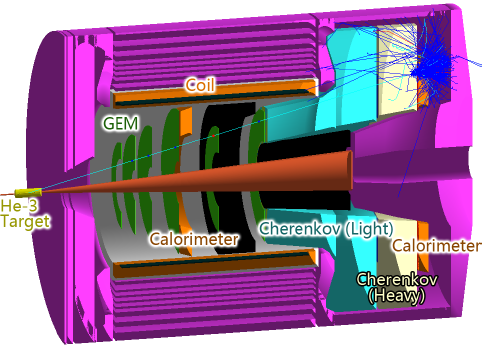 Coil
GEM
He-3
Target
Calorimeter
Cherenkov (Light)
Calorimeter
Cherenkov
(Heavy)